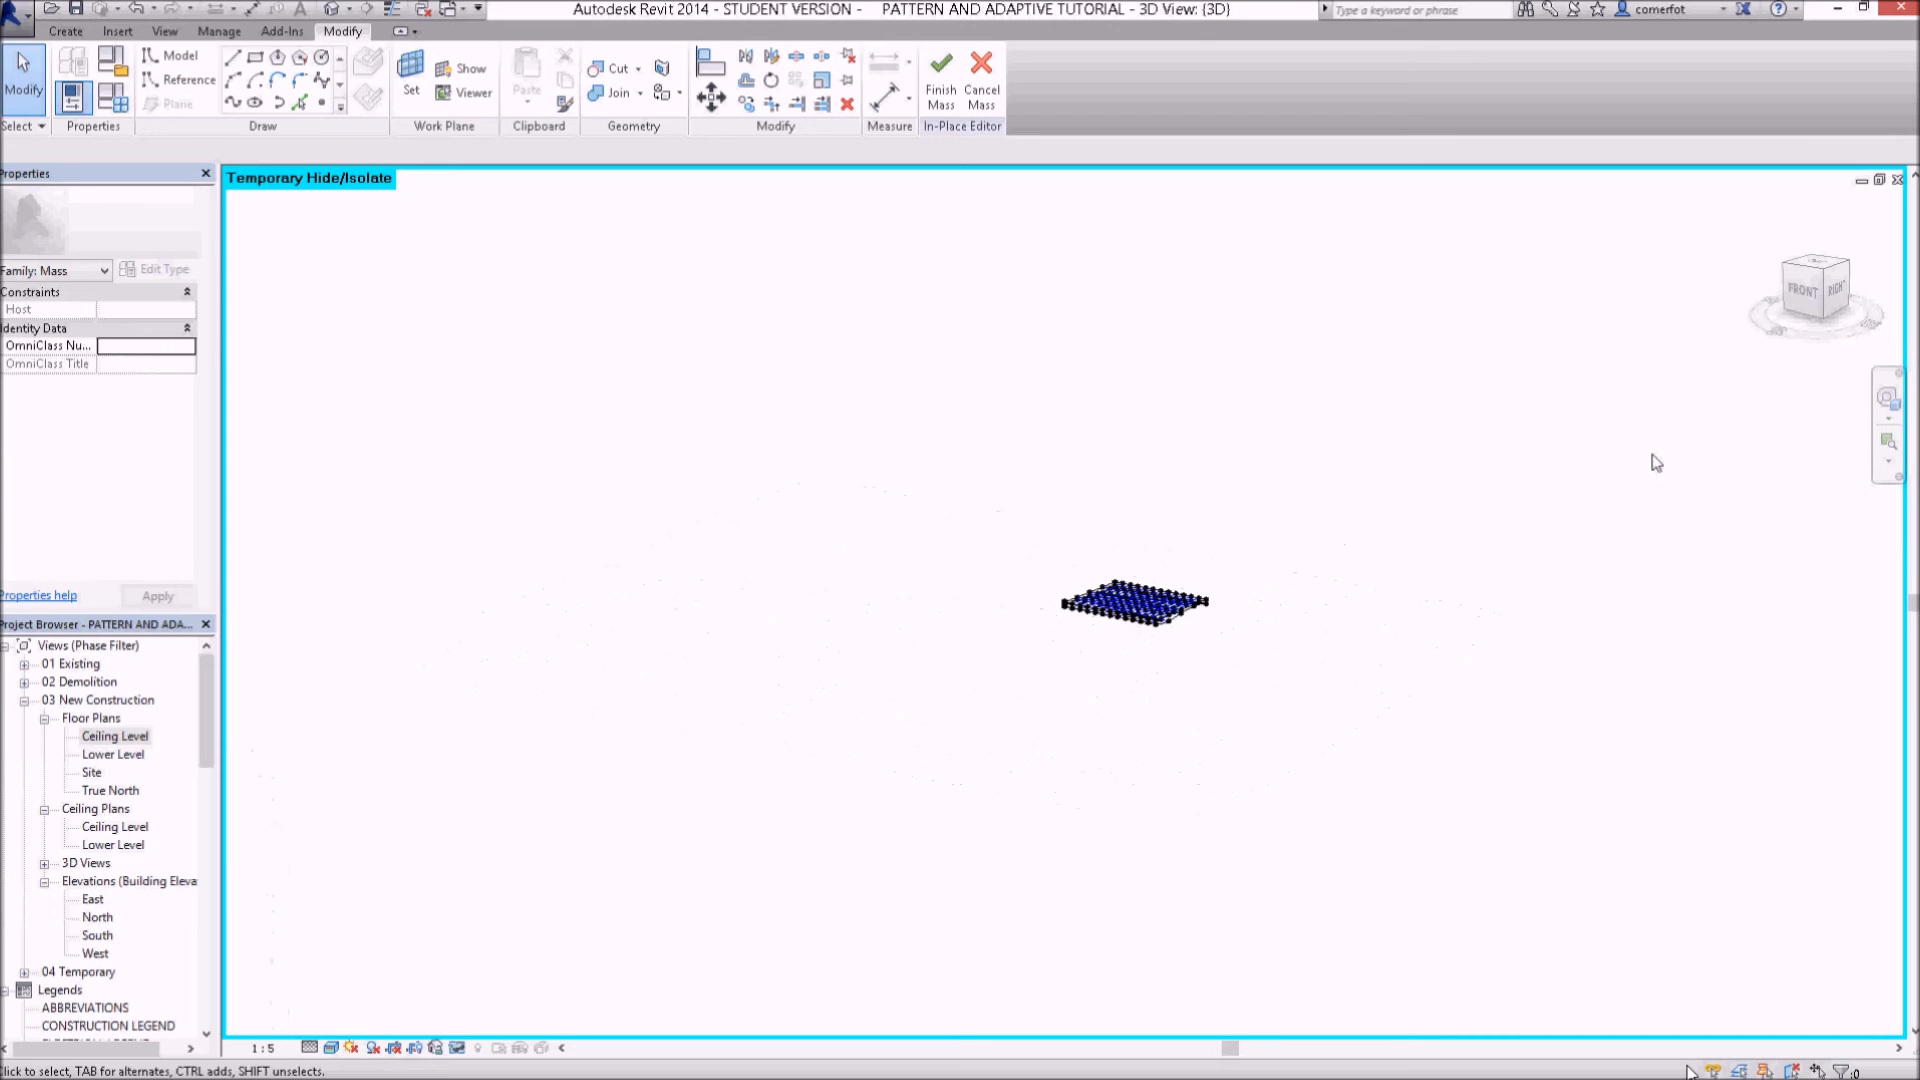 Autodesk Revit 2014 - STUDENT VERSION - PATTERN AND ADAPTIVE TUTORIAL - 3D View: {3D}
Type a keyword or phrase
comerfot
Create Insert View Manage Add-Ins Modify
Modify
Model
Reference
Plane
Set
Show
Viewer
Paste
Cut
Join
Finish Mass
Cancel Mass
Select Properties Draw Work Plane Clipboard Geometry Modify Measure In-Place Editor
Properties
Family: Mass
Edit Type
Constraints
Host
Identity Data
OmniClass Nu...
OmniClass Title
Properties help
Apply
Project Browser - PATTERN AND ADA...
Views (Phase Filter)
01 Existing
02 Demolition
03 New Construction
Floor Plans
Ceiling Level
Lower Level
Site
True North
Ceiling Plans
Ceiling Level
Lower Level
3D Views
Elevations (Building Eleva
East
North
South
West
04 Temporary
Legends
ABBREVIATIONS
CONSTRUCTION LEGEND
Temporary Hide/Isolate
FRONT
RIGHT
1 : 5
Click to select, TAB for alternates, CTRL adds, SHIFT unselects.
:0